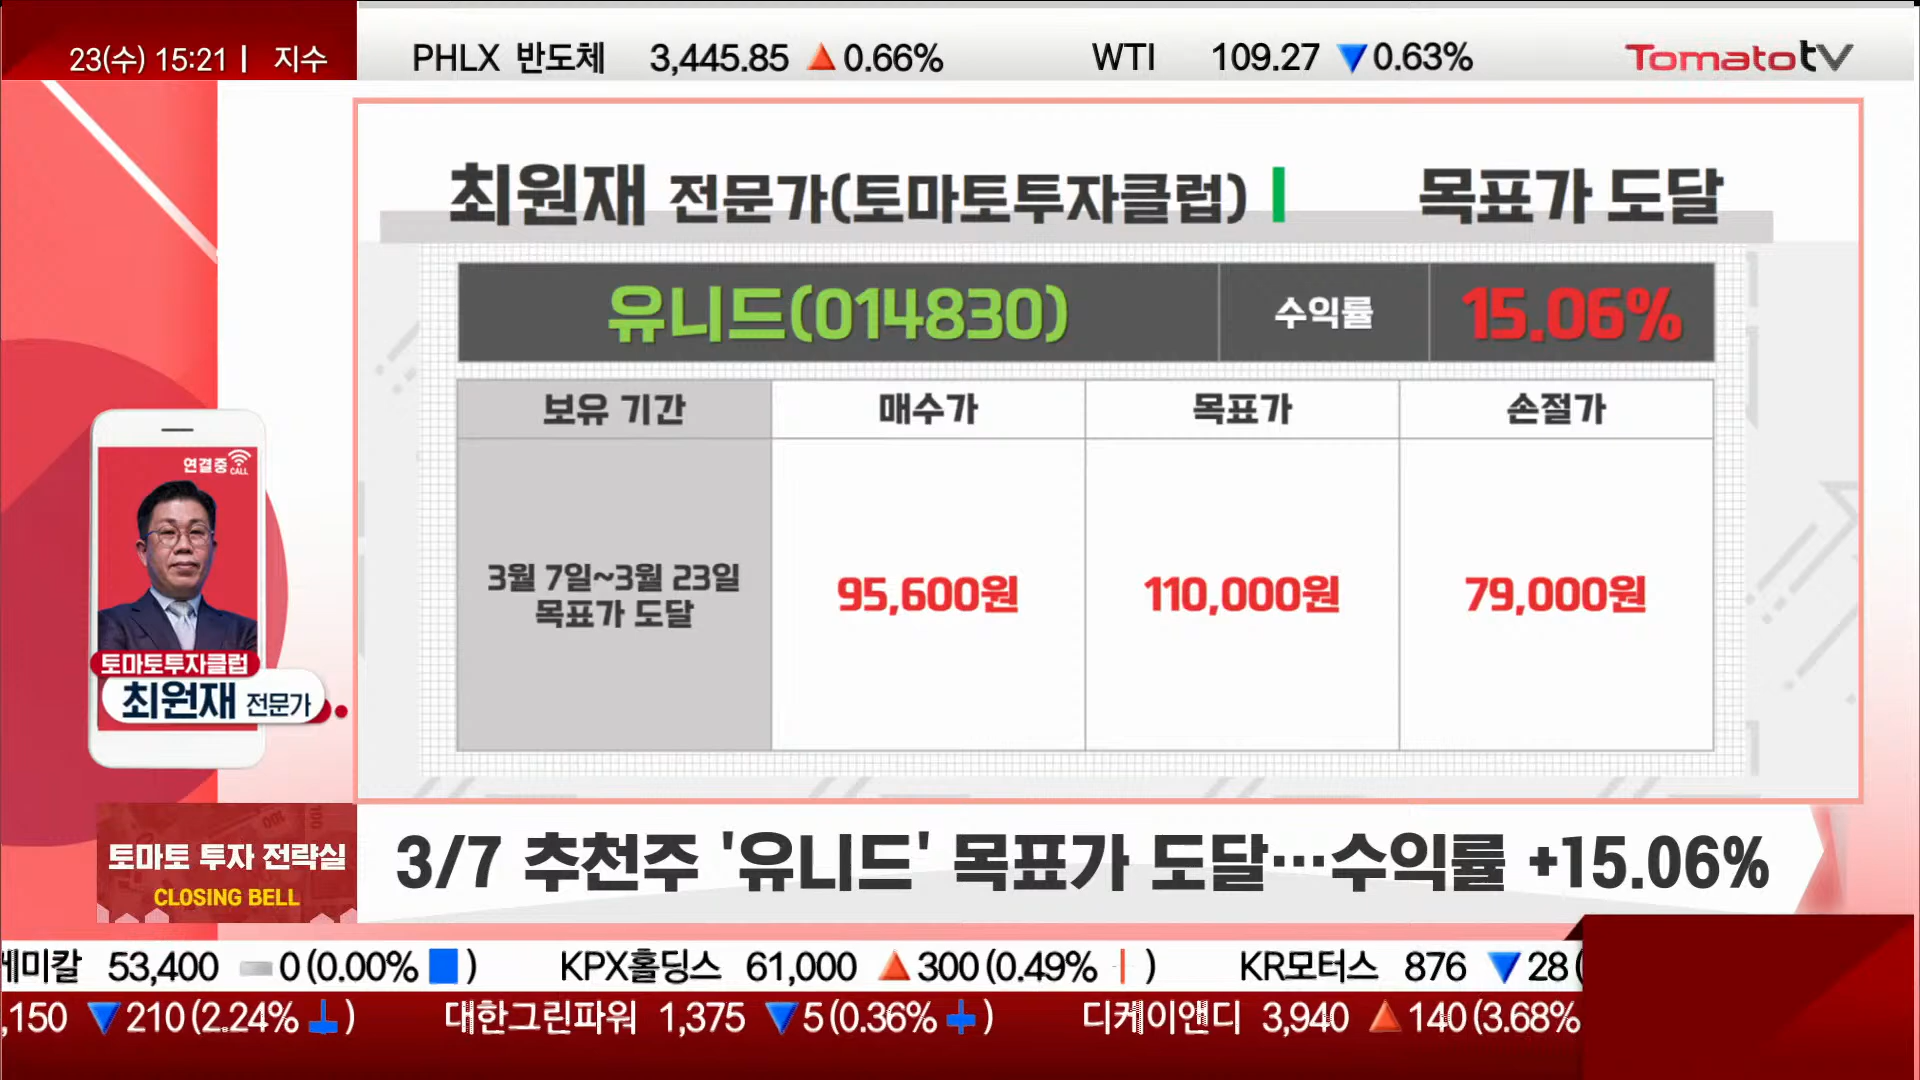 23(수) 15:21 | 지수
PHLX 반도체 3,445.85 ▲0.66% WTI 109.27 ▼0.63%
Tomatotv
최원재 전문가(토마토투자클럽) 목표가 도달
유니드(014830) 수익률 15.06%
보유 기간 매수가 목표가 손절가
3월 7일~3월 23일
목표가 도달
95,600원 110,000원 79,000원
연결중
CALL
토마토투자클럽
최원재 전문가
토마토 투자 전략실
CLOSING BELL
3/7 추천주 '유니드' 목표가 도달…수익률 +15.06%
케미칼 53,400 0(0.00% ) KPX홀딩스 61,000 ▲300(0.49% ) KR모터스 876 ▼28(
,150 ▼210(2.24% ) 대한그린파워 1,375 ▼5(0.36% ) 디케이앤디 3,940 ▲140(3.68%